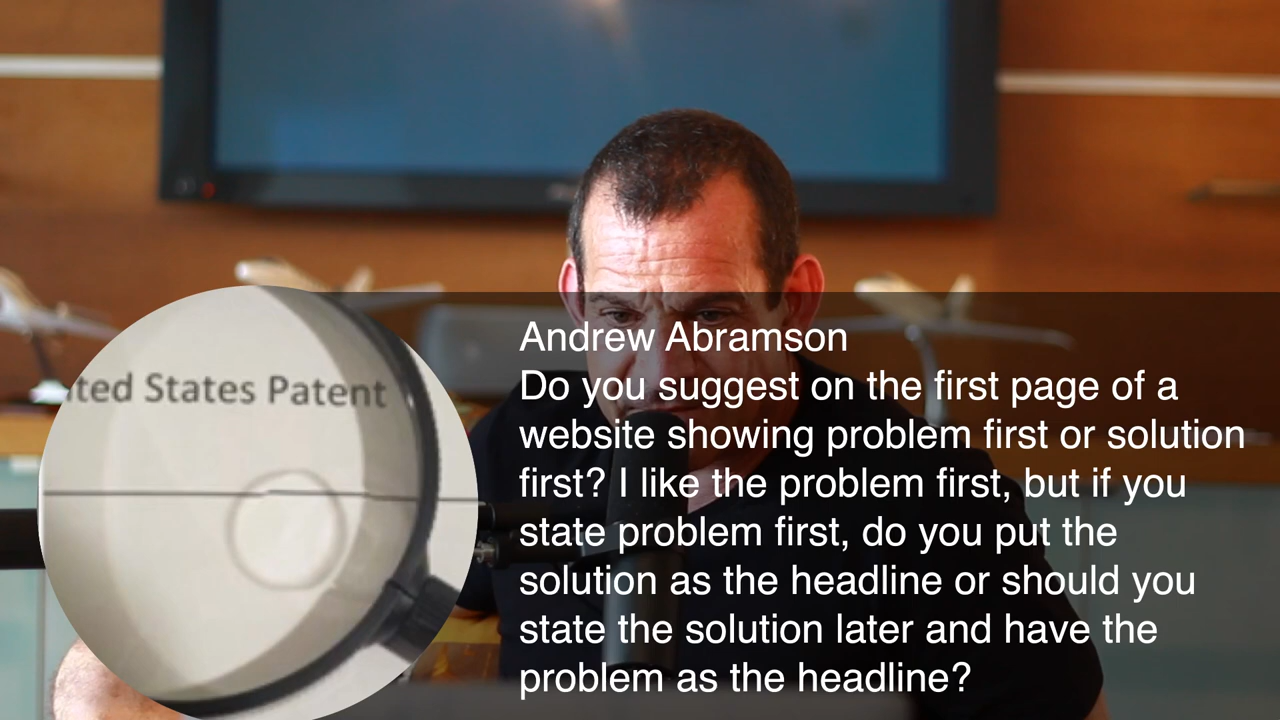 ted States Patent
Andrew Abramson
Do you suggest on the first page of a
website showing problem first or solution
first? I like the problem first, but if you
state problem first, do you put the
solution as the headline or should you
state the solution later and have the
problem as the headline?